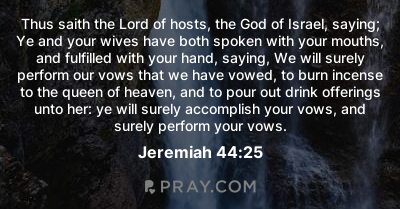 Thus saith the Lord of hosts, the God of Israel, saying;
Ye and your wives have both spoken with your mouths,
and fulfilled with your hand, saying, We will surely
perform our vows that we have vowed, to burn incense
to the queen of heaven, and to pour out drink offerings
unto her: ye will surely accomplish your vows, and
surely perform your vows.
Jeremiah 44:25
PRAY.COM